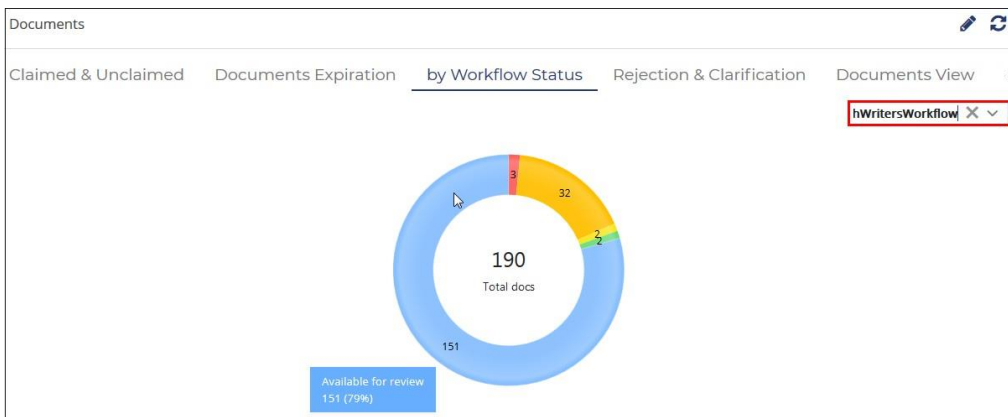 Documents
Claimed & Unclaimed Documents Expiration by Workflow Status Rejection & Clarification Documents View
hWritersWorkflow
3
32
2
2
190
Total docs
151
Available for review
151 (79%)